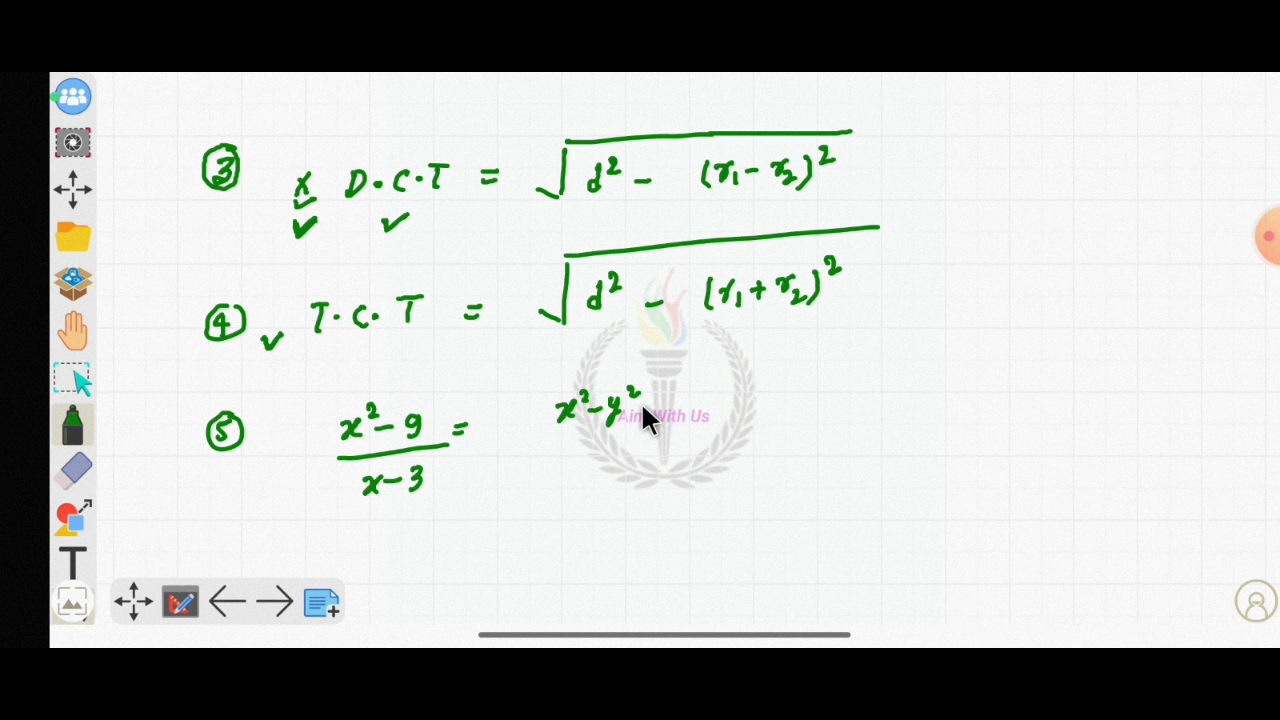 ③ x D.C.T = √d² - (r₁ - r₂)²
④ T.C.T = √d² - (r₁ + r₂)²
⑤ x² - 9 = x² - y²
x - 3
Aim With Us
T